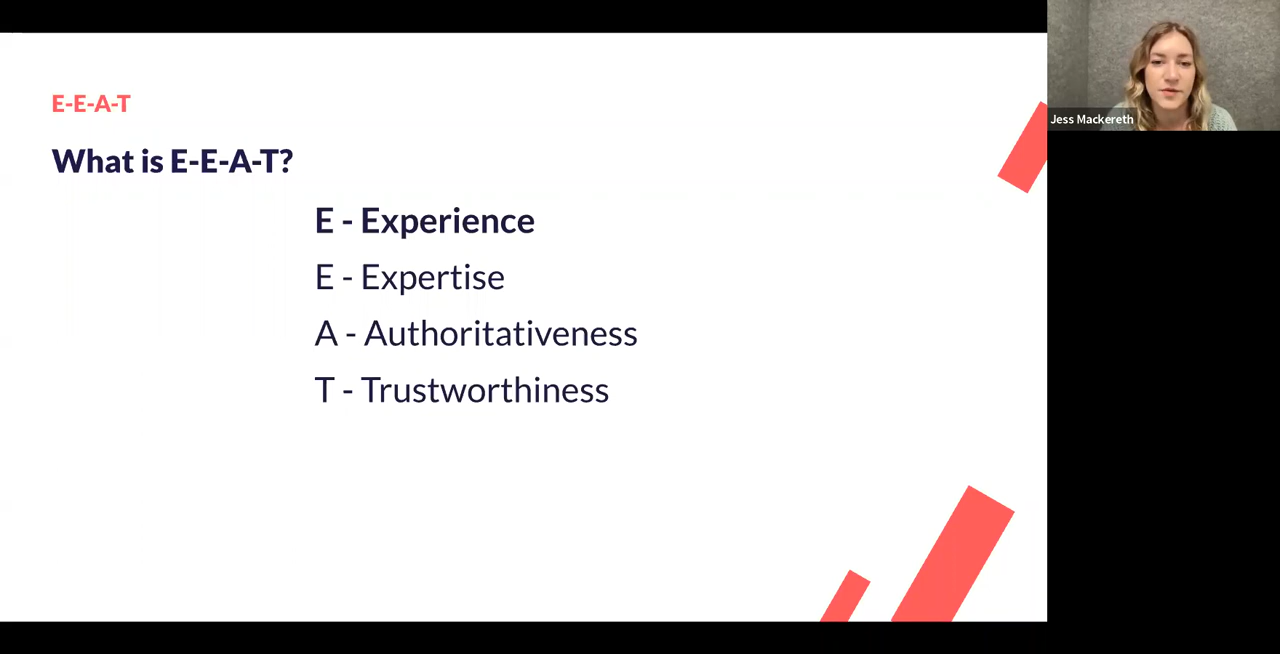 E-E-A-T
What is E-E-A-T?
E - Experience
E - Expertise
A - Authoritativeness
T - Trustworthiness
Jess Mackereth